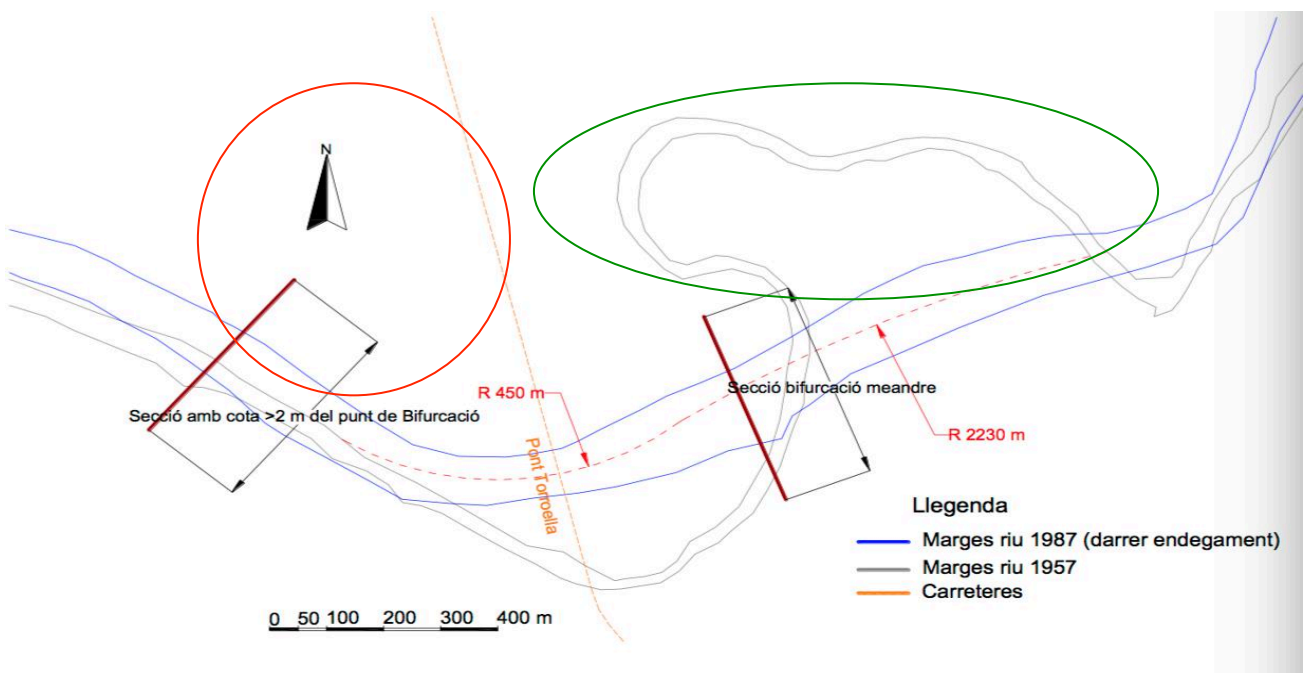 N
R 450 m
Secció bifurcació meandre
Secció amb cota >2 m del punt de Bifurcació
R 2230 m
Pont Torroella
Llegenda
Marges riu 1987 (darrer endegament)
Marges riu 1957
Carreteres
0 50 100 200 300 400 m